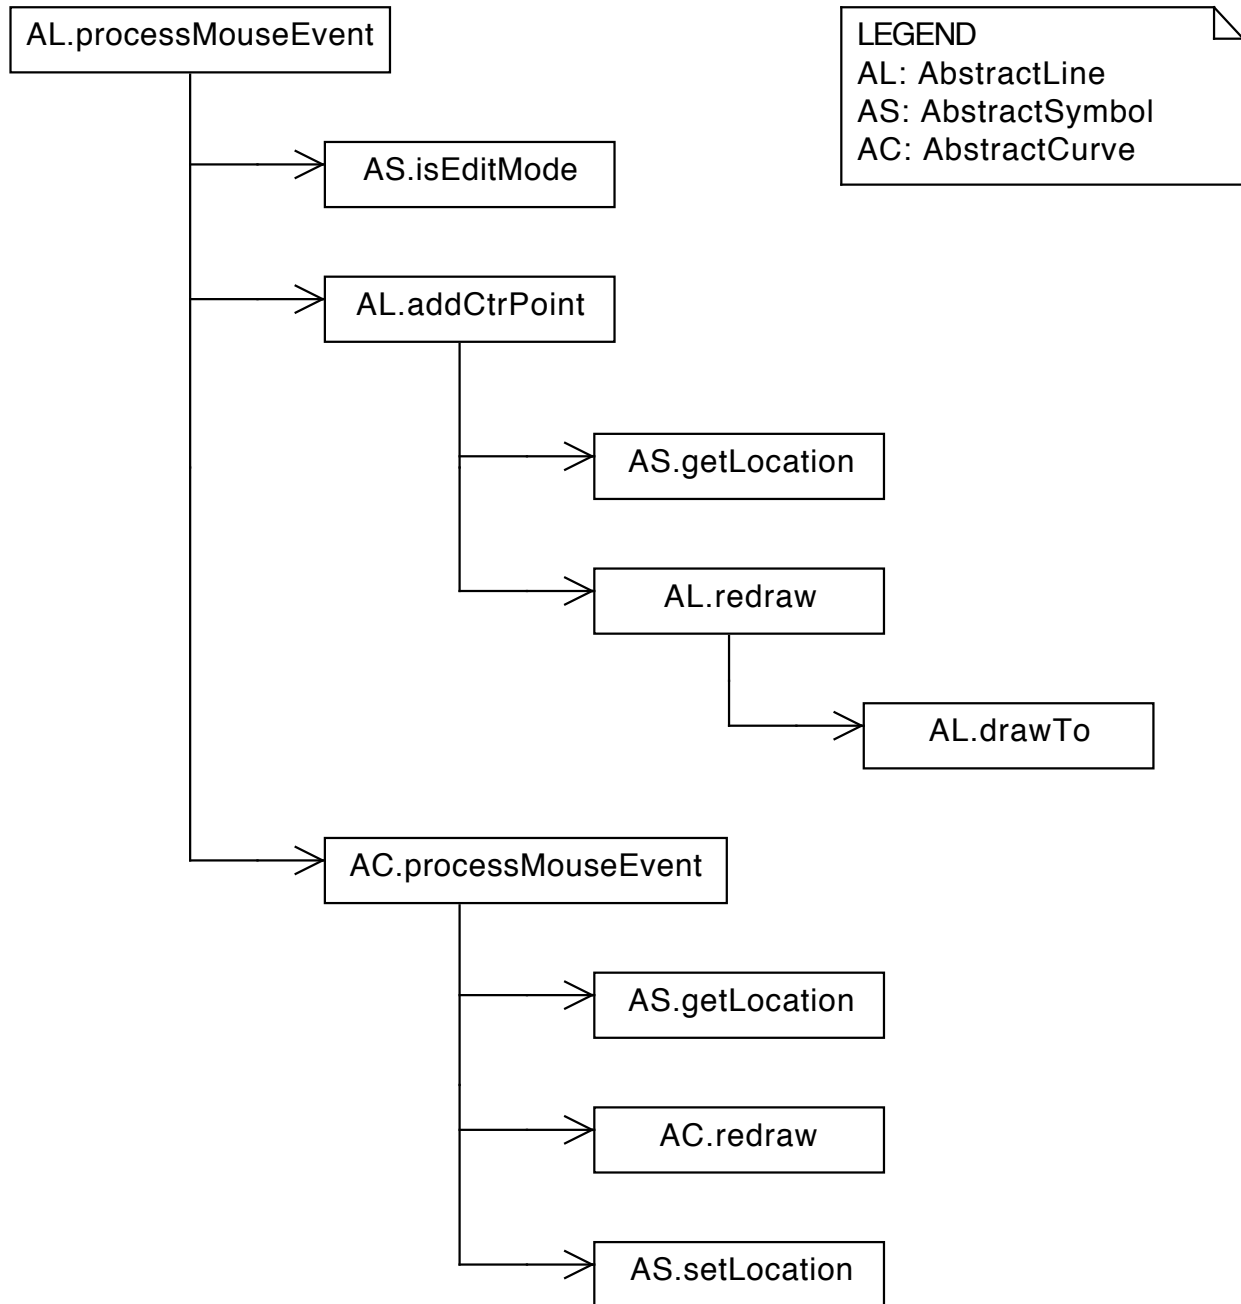 AL.processMouseEvent
LEGEND
AL: AbstractLine
AS: AbstractSymbol
AC: AbstractCurve
AS.isEditMode
AL.addCtrPoint
AS.getLocation
AL.redraw
AL.drawTo
AC.processMouseEvent
AS.getLocation
AC.redraw
AS.setLocation